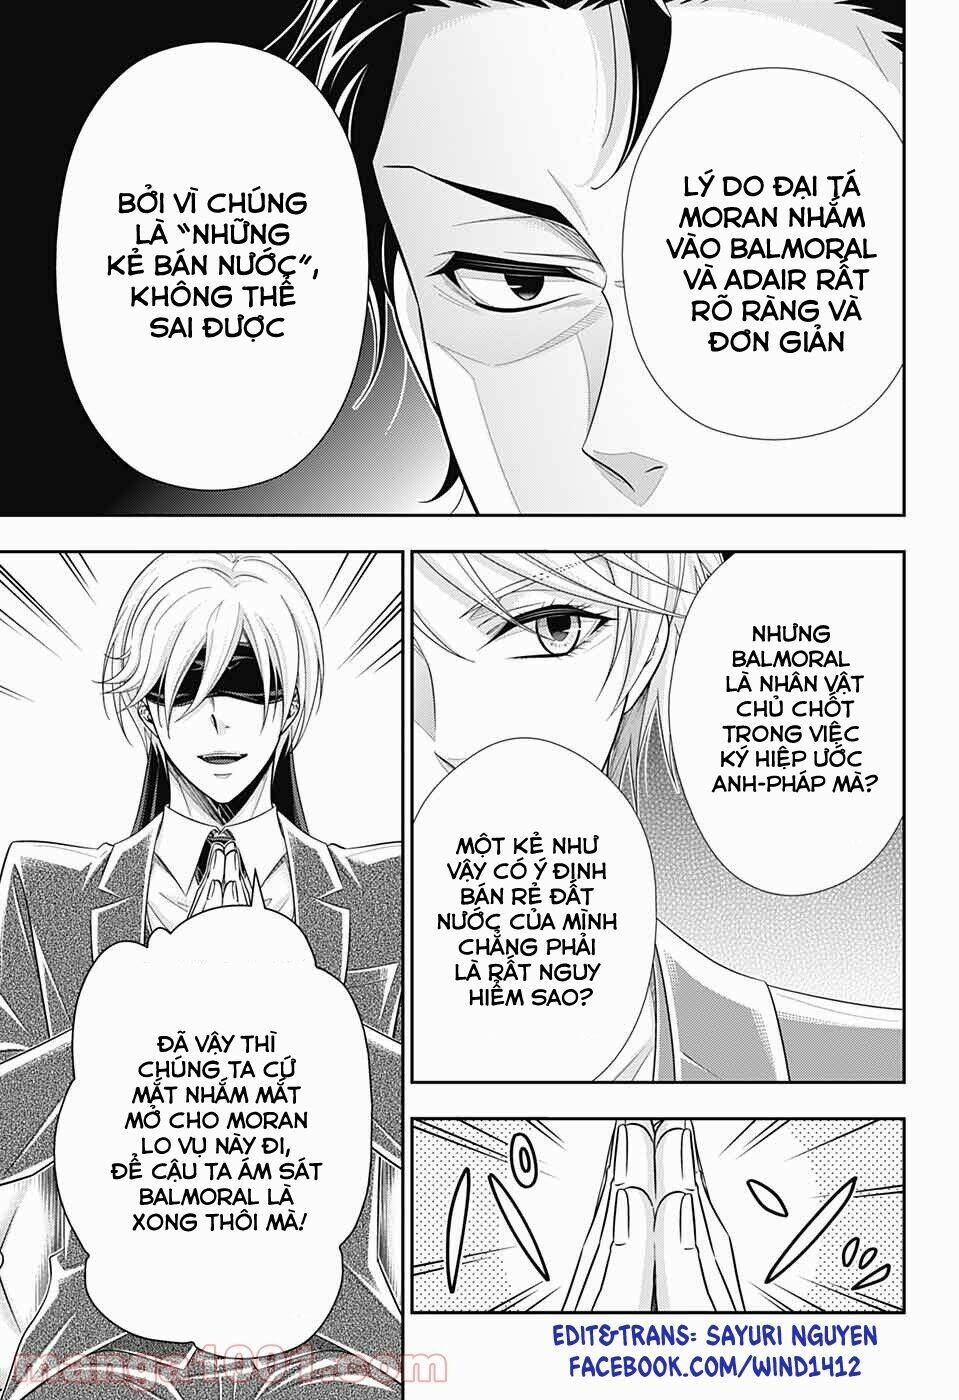 LÝ DO ĐẠI TÁ
MORAN NHẮM
VÀO BALMORAL
VÀ ADAIR RẤT
RÕ RÀNG VÀ
ĐƠN GIẢN
BỞI VÌ CHÚNG
LÀ "NHỮNG
KẺ BÁN NƯỚC",
KHÔNG THỂ
SAI ĐƯỢC
NHƯNG
BALMORAL
LÀ NHÂN VẬT
CHỦ CHỐT
TRONG VIỆC
KÝ HIỆP ƯỚC
ANH-PHÁP MÀ?
MỘT KẺ NHƯ
VẬY CÓ Ý ĐỊNH
BÁN RẺ ĐẤT
NƯỚC CỦA MÌNH
CHẲNG PHẢI
LÀ RẤT NGUY
HIỂM SAO?
ĐÃ VẬY THÌ
CHÚNG TA CỨ
MẮT NHẮM MẮT
MỞ CHO MORAN
LO VỤ NÀY ĐI,
ĐỂ CẬU TA ÁM SÁT
BALMORAL LÀ
XONG THÔI MÀ!
EDIT&TRANS: SAYURI NGUYEN
FACEBOOK.COM/WIND1412
manga1001.com